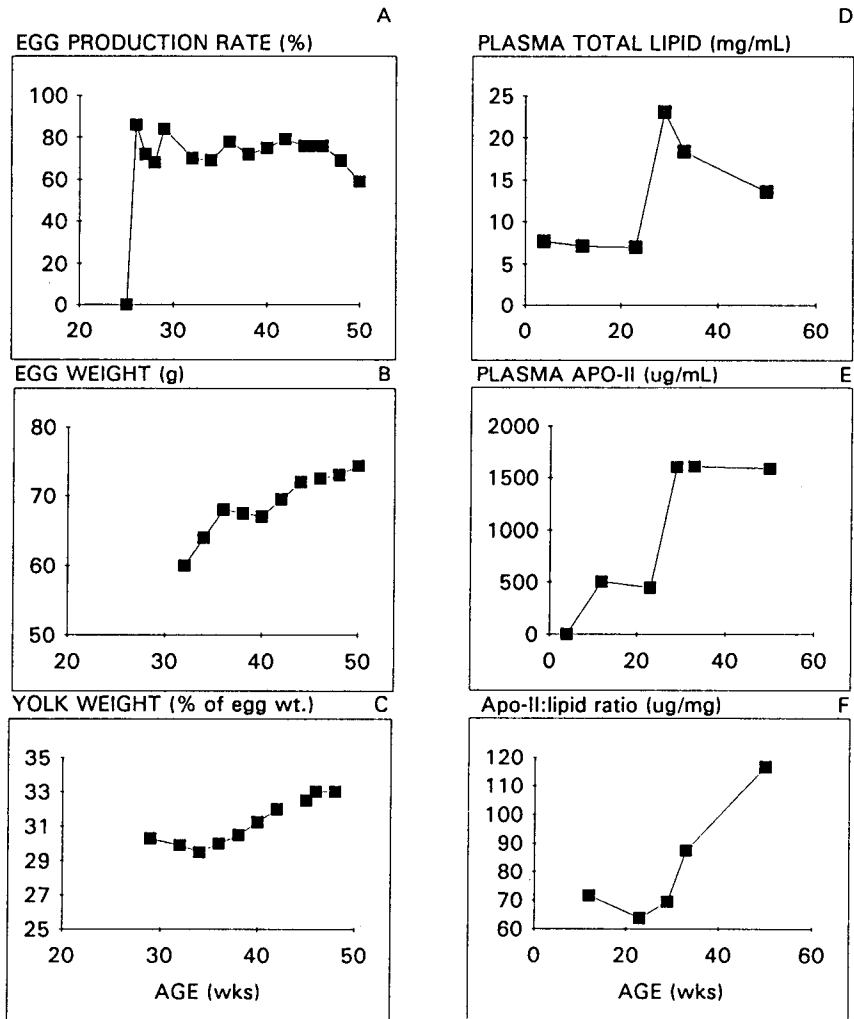 A
EGG PRODUCTION RATE (%)
100
80
60
40
20
0
20 30 40 50
EGG WEIGHT (g) B
80
70
60
50
20 30 40 50
YOLK WEIGHT (% of egg wt.) C
35
33
31
29
27
25
20 30 40 50
AGE (wks)
D
PLASMA TOTAL LIPID (mg/mL)
25
20
15
10
5
0
0 20 40 60
PLASMA APO-II (ug/mL) E
2000
1500
1000
500
0
0 20 40 60
Apo-II:lipid ratio (ug/mg) F
120
110
100
90
80
70
60
0 20 40 60
AGE (wks)